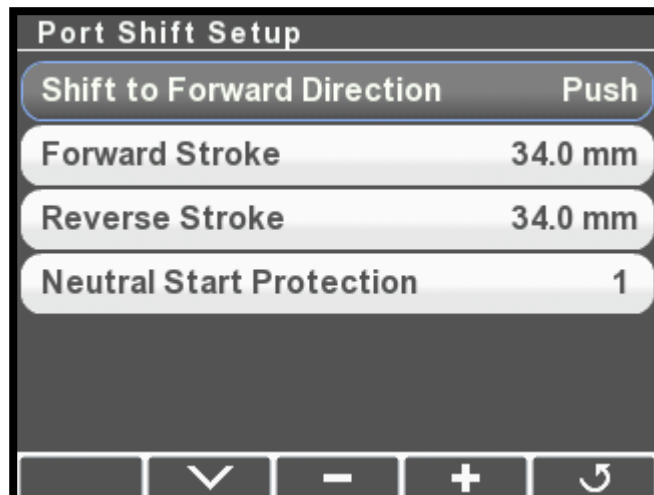 Port Shift Setup
Shift to Forward Direction Push
Forward Stroke 34.0 mm
Reverse Stroke 34.0 mm
Neutral Start Protection 1